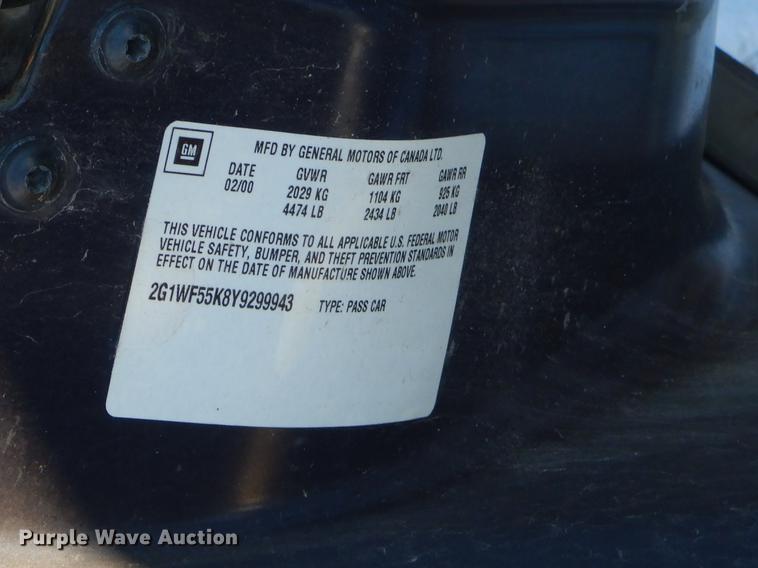 GM
MFD BY GENERAL MOTORS OF CANADA LTD.
DATE GVWR GAWR FRT GAWR RR
02/00 2029 KG 1104 KG 925 KG
4474 LB 2434 LB 2040 LB
THIS VEHICLE CONFORMS TO ALL APPLICABLE U.S. FEDERAL MOTOR
VEHICLE SAFETY, BUMPER, AND THEFT PREVENTION STANDARDS IN
EFFECT ON THE DATE OF MANUFACTURE SHOWN ABOVE.
2G1WF55K8Y9299943 TYPE: PASS CAR
Purple Wave Auction